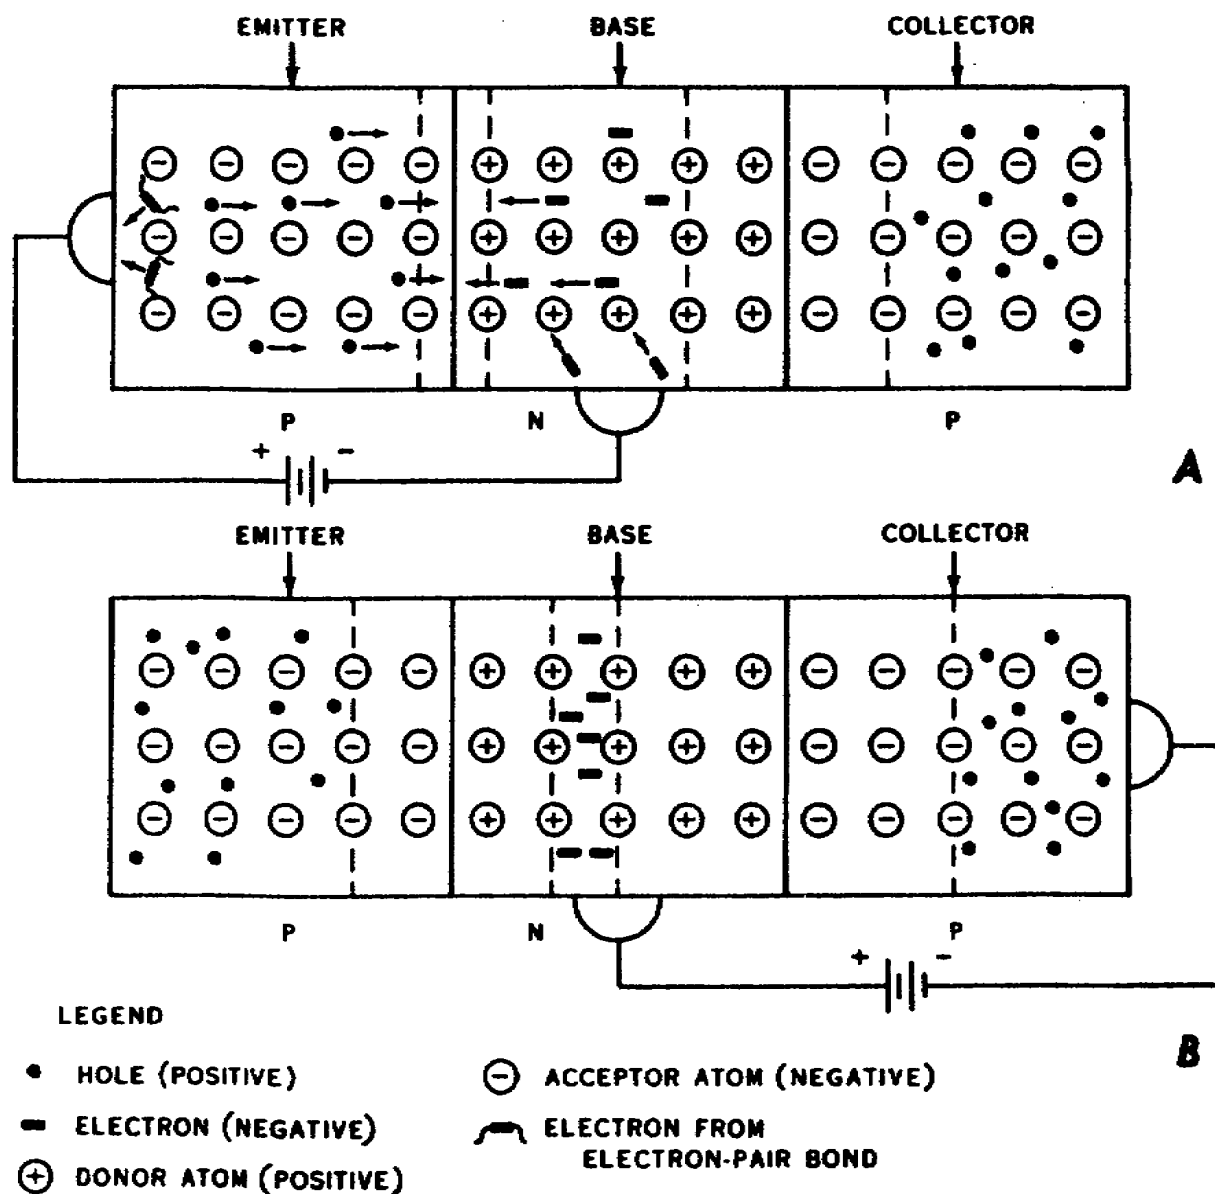 EMITTER BASE COLLECTOR
P N P
+ -
A
EMITTER BASE COLLECTOR
P N P
+ -
B
LEGEND
HOLE (POSITIVE)
ACCEPTOR ATOM (NEGATIVE)
ELECTRON (NEGATIVE)
ELECTRON FROM
ELECTRON-PAIR BOND
DONOR ATOM (POSITIVE)